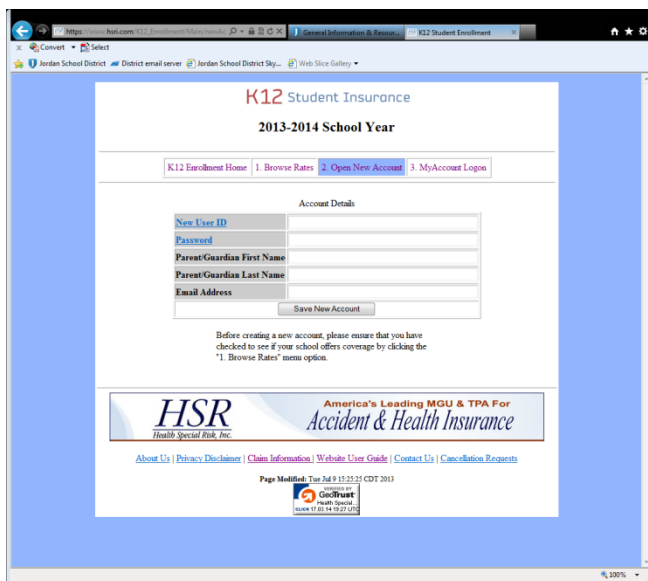 https://www.hsri.com/K12_Enrollment/Main/newAc
General Information & Resour...
K12 Student Enrollment
x Convert Select
Jordan School District District email server Jordan School District Sky... Web Slice Gallery
K12 Student Insurance
2013-2014 School Year
K12 Enrollment Home 1. Browse Rates 2. Open New Account 3. MyAccount Logon
Account Details
New User ID
Password
Parent/Guardian First Name
Parent/Guardian Last Name
Email Address
Save New Account
Before creating a new account, please ensure that you have
checked to see if your school offers coverage by clicking the
"1. Browse Rates" menu option.
HSR
Health Special Risk, Inc.
America's Leading MGU & TPA For
Accident & Health Insurance
About Us | Privacy Disclaimer | Claim Information | Website User Guide | Contact Us | Cancellation Requests
Page Modified: Tue Jul 9 15:25:25 CDT 2013
VERIFIED BY
GeoTrust
Health Special...
CLICK 17.03.14 19:27 UTC
100%